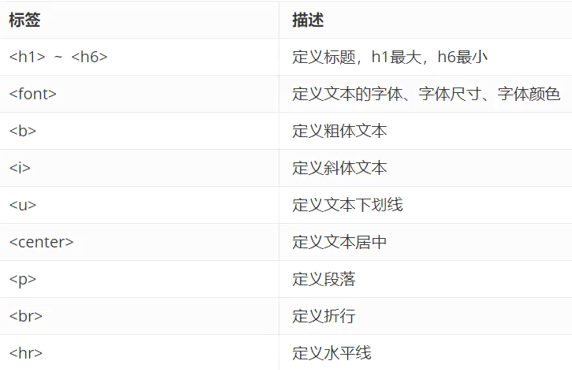 标签 描述
<h1> ~ <h6> 定义标题，h1最大，h6最小
<font> 定义文本的字体、字体尺寸、字体颜色
<b> 定义粗体文本
<i> 定义斜体文本
<u> 定义文本下划线
<center> 定义文本居中
<p> 定义段落
<br> 定义折行
<hr> 定义水平线